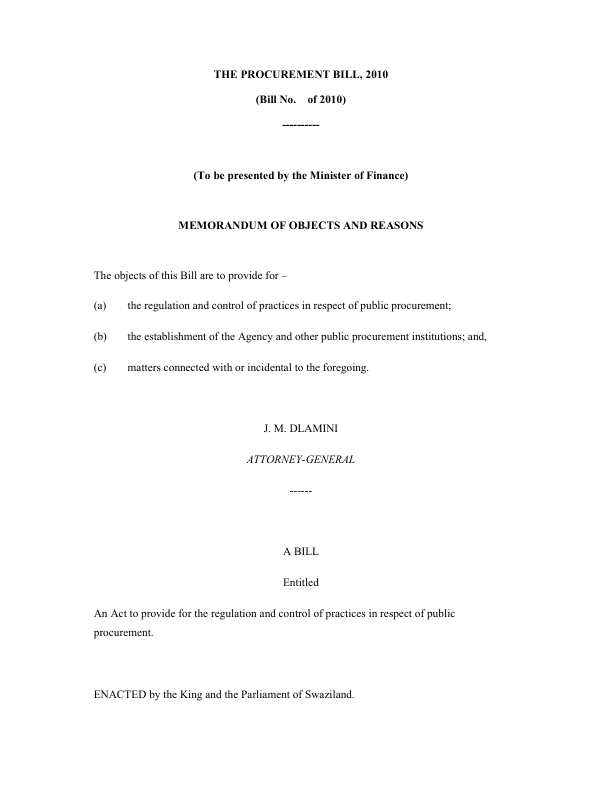 THE PROCUREMENT BILL, 2010
(Bill No. of 2010)
----------
(To be presented by the Minister of Finance)
MEMORANDUM OF OBJECTS AND REASONS
The objects of this Bill are to provide for –
(a) the regulation and control of practices in respect of public procurement;
(b) the establishment of the Agency and other public procurement institutions; and,
(c) matters connected with or incidental to the foregoing.
J. M. DLAMINI
ATTORNEY-GENERAL
------
A BILL
Entitled
An Act to provide for the regulation and control of practices in respect of public
procurement.
ENACTED by the King and the Parliament of Swaziland.